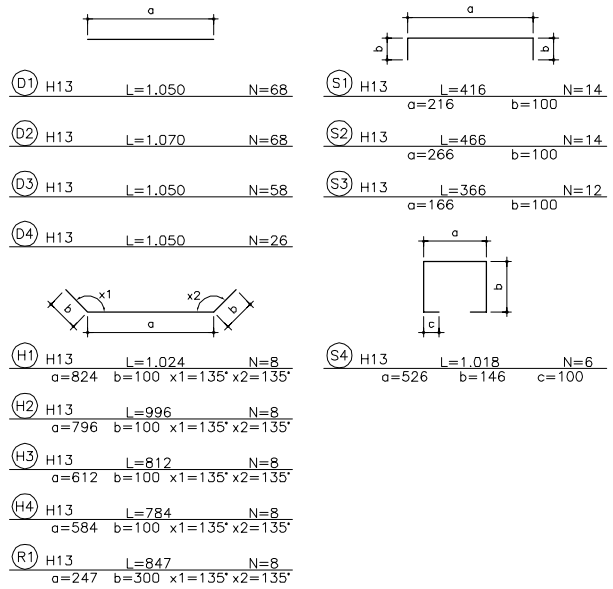 a
D1 H13 L=1.050 N=68
D2 H13 L=1.070 N=68
D3 H13 L=1.050 N=58
D4 H13 L=1.050 N=26
b x1 x2 b
a
H1 H13 L=1.024 N=8
a=824 b=100 x1=135° x2=135°
H2 H13 L=996 N=8
a=796 b=100 x1=135° x2=135°
H3 H13 L=812 N=8
a=612 b=100 x1=135° x2=135°
H4 H13 L=784 N=8
a=584 b=100 x1=135° x2=135°
R1 H13 L=847 N=8
a=247 b=300 x1=135° x2=135°
a
b b
S1 H13 L=416 N=14
a=216 b=100
S2 H13 L=466 N=14
a=266 b=100
S3 H13 L=366 N=12
a=166 b=100
a
b
c
S4 H13 L=1.018 N=6
a=526 b=146 c=100